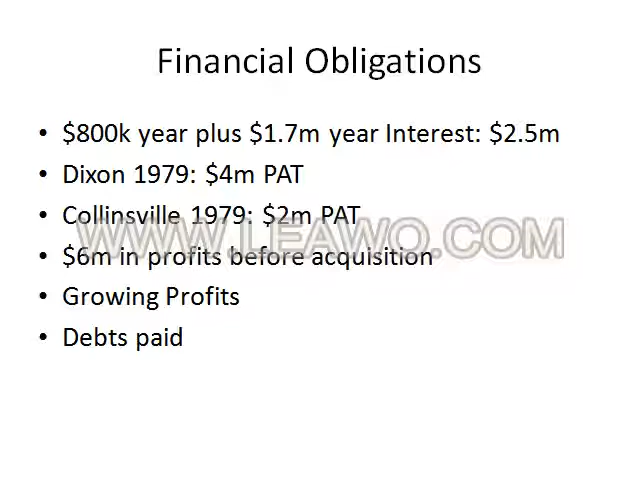 Financial Obligations
• $800k year plus $1.7m year Interest: $2.5m
• Dixon 1979: $4m PAT
• Collinsville 1979: $2m PAT
WWW.LEAWO.COM
• $6m in profits before acquisition
• Growing Profits
• Debts paid